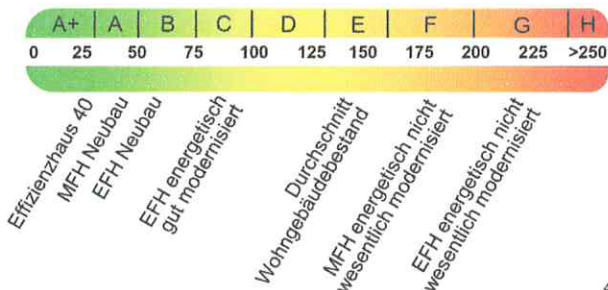 A+ A B C D E F G H
0 25 50 75 100 125 150 175 200 225 >250
Effizienzhaus 40
MFH Neubau
EFH Neubau
EFH energetisch
gut modernisiert
Durchschnitt
Wohngebäudebestand
MFH energetisch nicht
wesentlich modernisiert
EFH energetisch nicht
wesentlich modernisiert